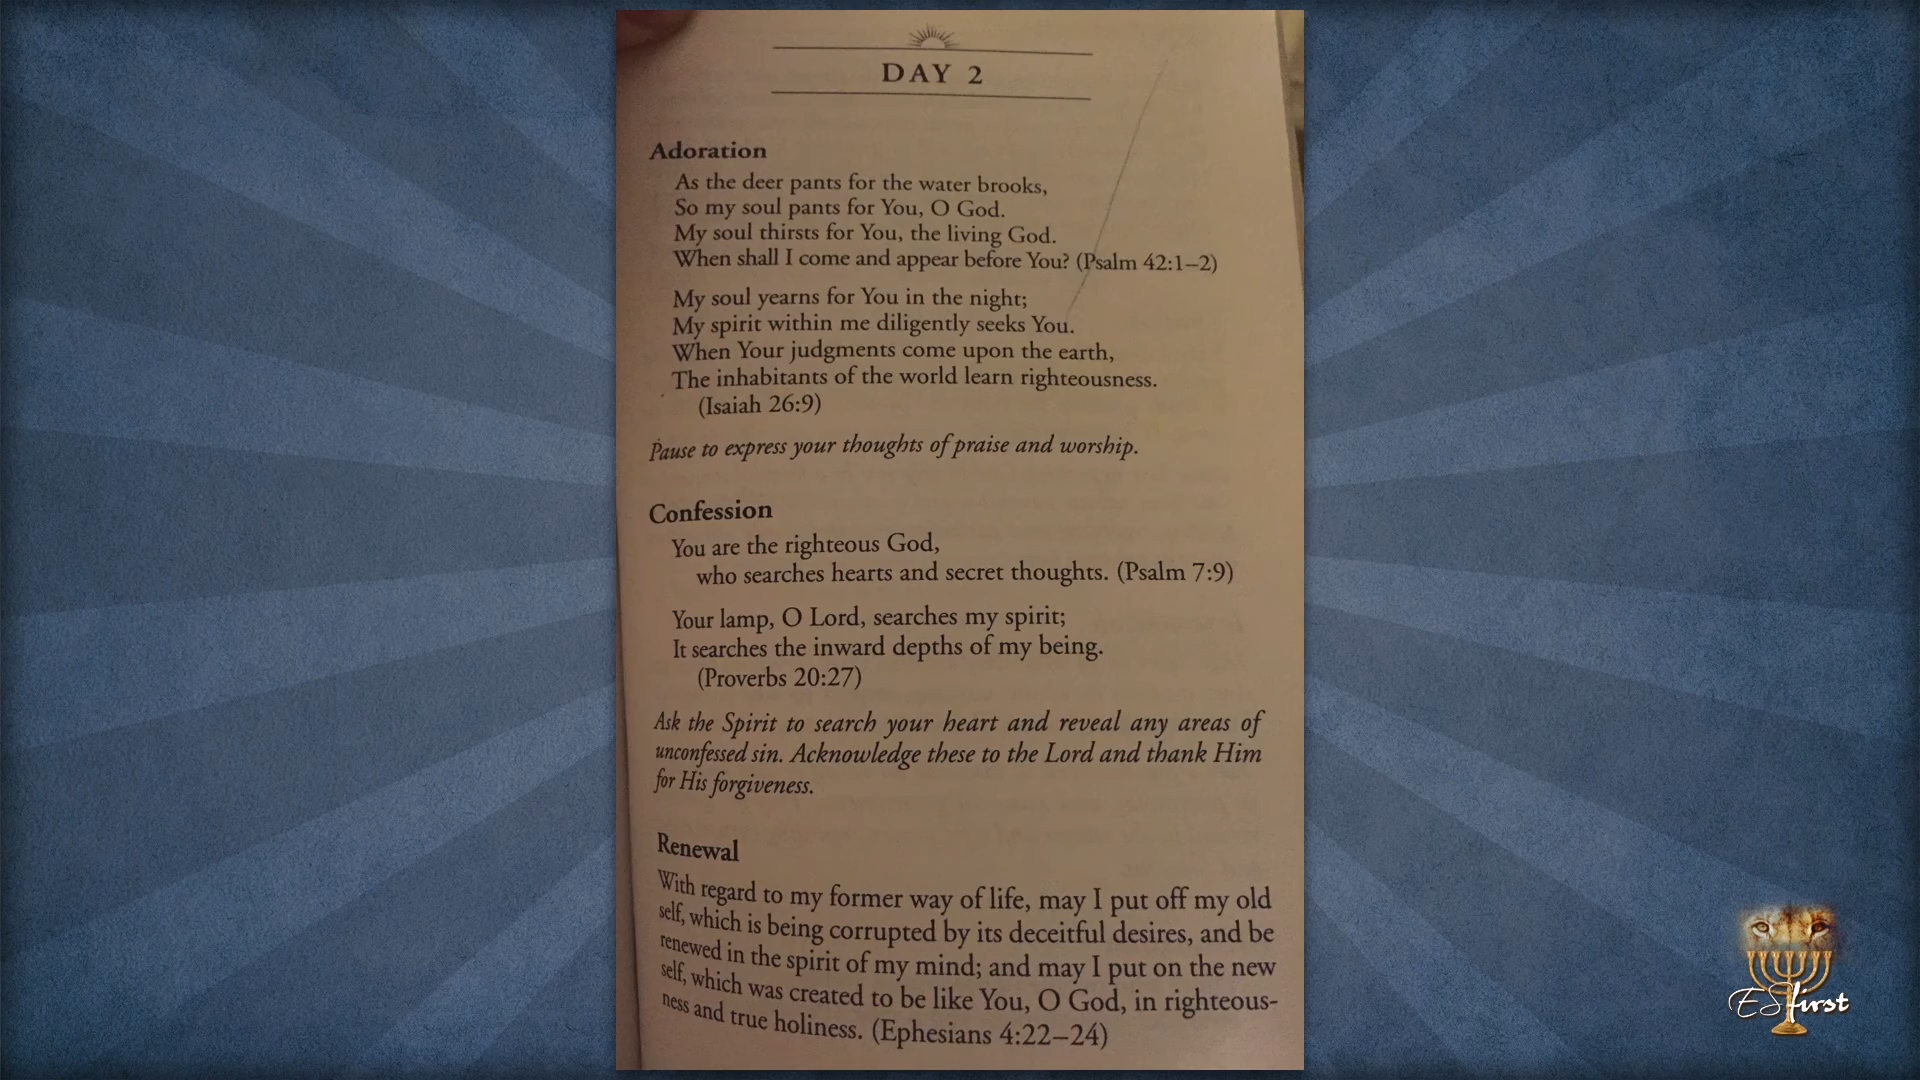 DAY 2
Adoration
As the deer pants for the water brooks,
So my soul pants for You, O God.
My soul thirsts for You, the living God.
When shall I come and appear before You? (Psalm 42:1–2)
My soul yearns for You in the night;
My spirit within me diligently seeks You.
When Your judgments come upon the earth,
The inhabitants of the world learn righteousness.
(Isaiah 26:9)
Pause to express your thoughts of praise and worship.
Confession
You are the righteous God,
who searches hearts and secret thoughts. (Psalm 7:9)
Your lamp, O Lord, searches my spirit;
It searches the inward depths of my being.
(Proverbs 20:27)
Ask the Spirit to search your heart and reveal any areas of
unconfessed sin. Acknowledge these to the Lord and thank Him
for His forgiveness.
Renewal
With regard to my former way of life, may I put off my old
self, which is being corrupted by its deceitful desires, and be
renewed in the spirit of my mind; and may I put on the new
self, which was created to be like You, O God, in righteous-
ness and true holiness. (Ephesians 4:22–24)
ESfirst